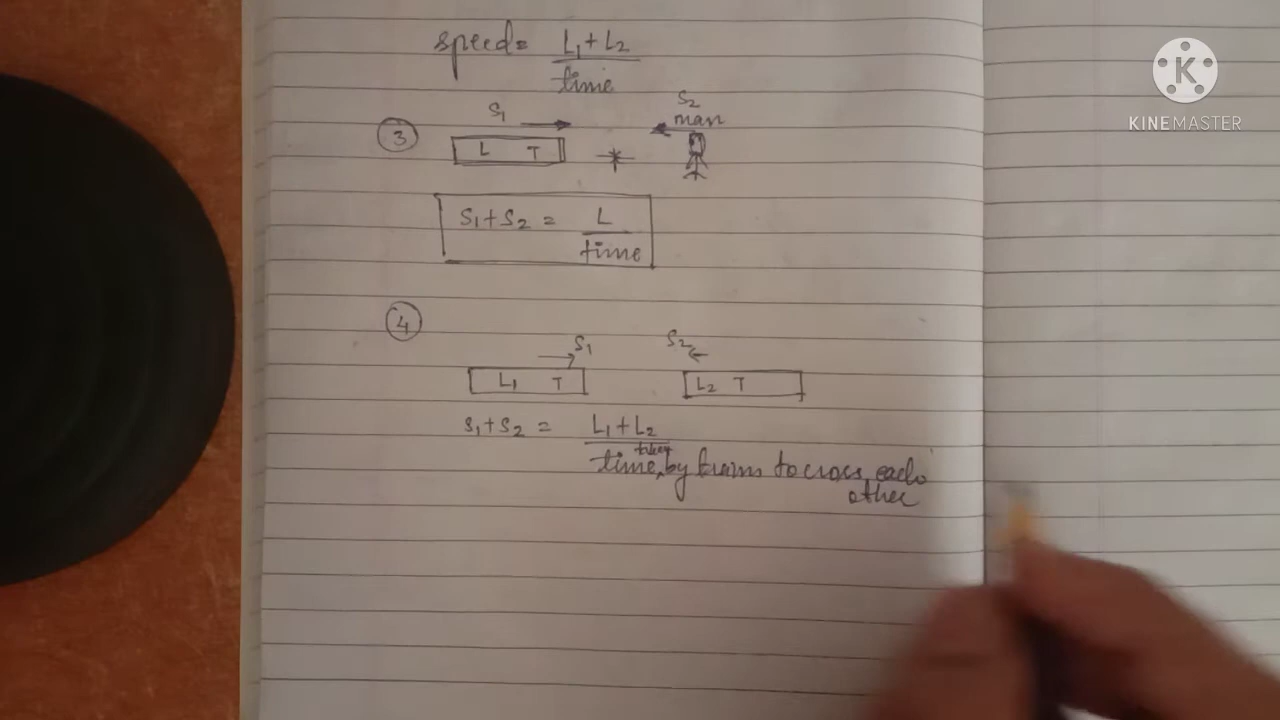 speed = L₁ + L₂
time
S₁
S₂
man
3
L T
S₁ + S₂ = L
time
4
S₁
S₂
L₁ T
L₂ T
S₁ + S₂ = L₁ + L₂
taken
time by trains to cross each
other
K
KINEMASTER